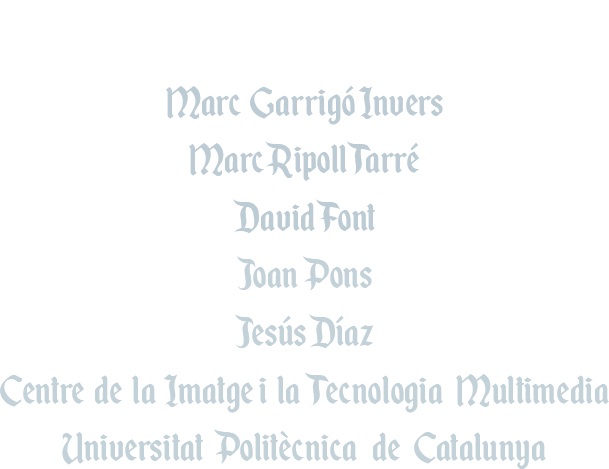 Marc Garrigó Invers
Marc Ripoll Tarré
David Font
Joan Pons
Jesús Díaz
Centre de la Imatge i la Tecnologia Multimedia
Universitat Politècnica de Catalunya